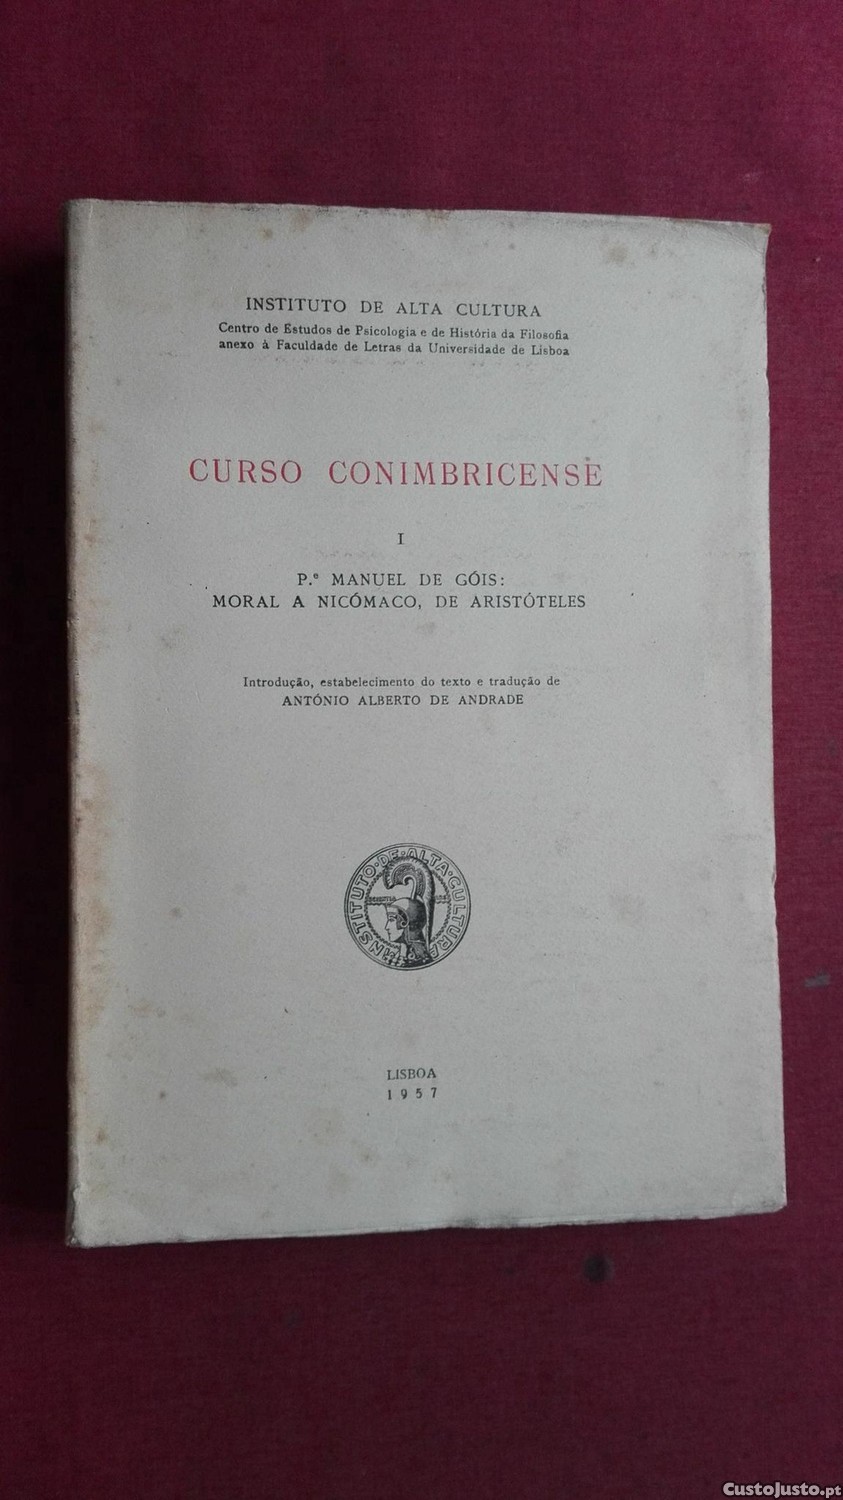 INSTITUTO DE ALTA CULTURA
Centro de Estudos de Psicologia e de História da Filosofia
anexo à Faculdade de Letras da Universidade de Lisboa
CURSO CONIMBRICENSE
I
P.e MANUEL DE GÓIS:
MORAL A NICÓMACO, DE ARISTÓTELES
Introdução, estabelecimento do texto e tradução de
ANTÓNIO ALBERTO DE ANDRADE
INSTITUTO·DE·ALTA·CULTURA
LISBOA
1957
CustoJusto.pt